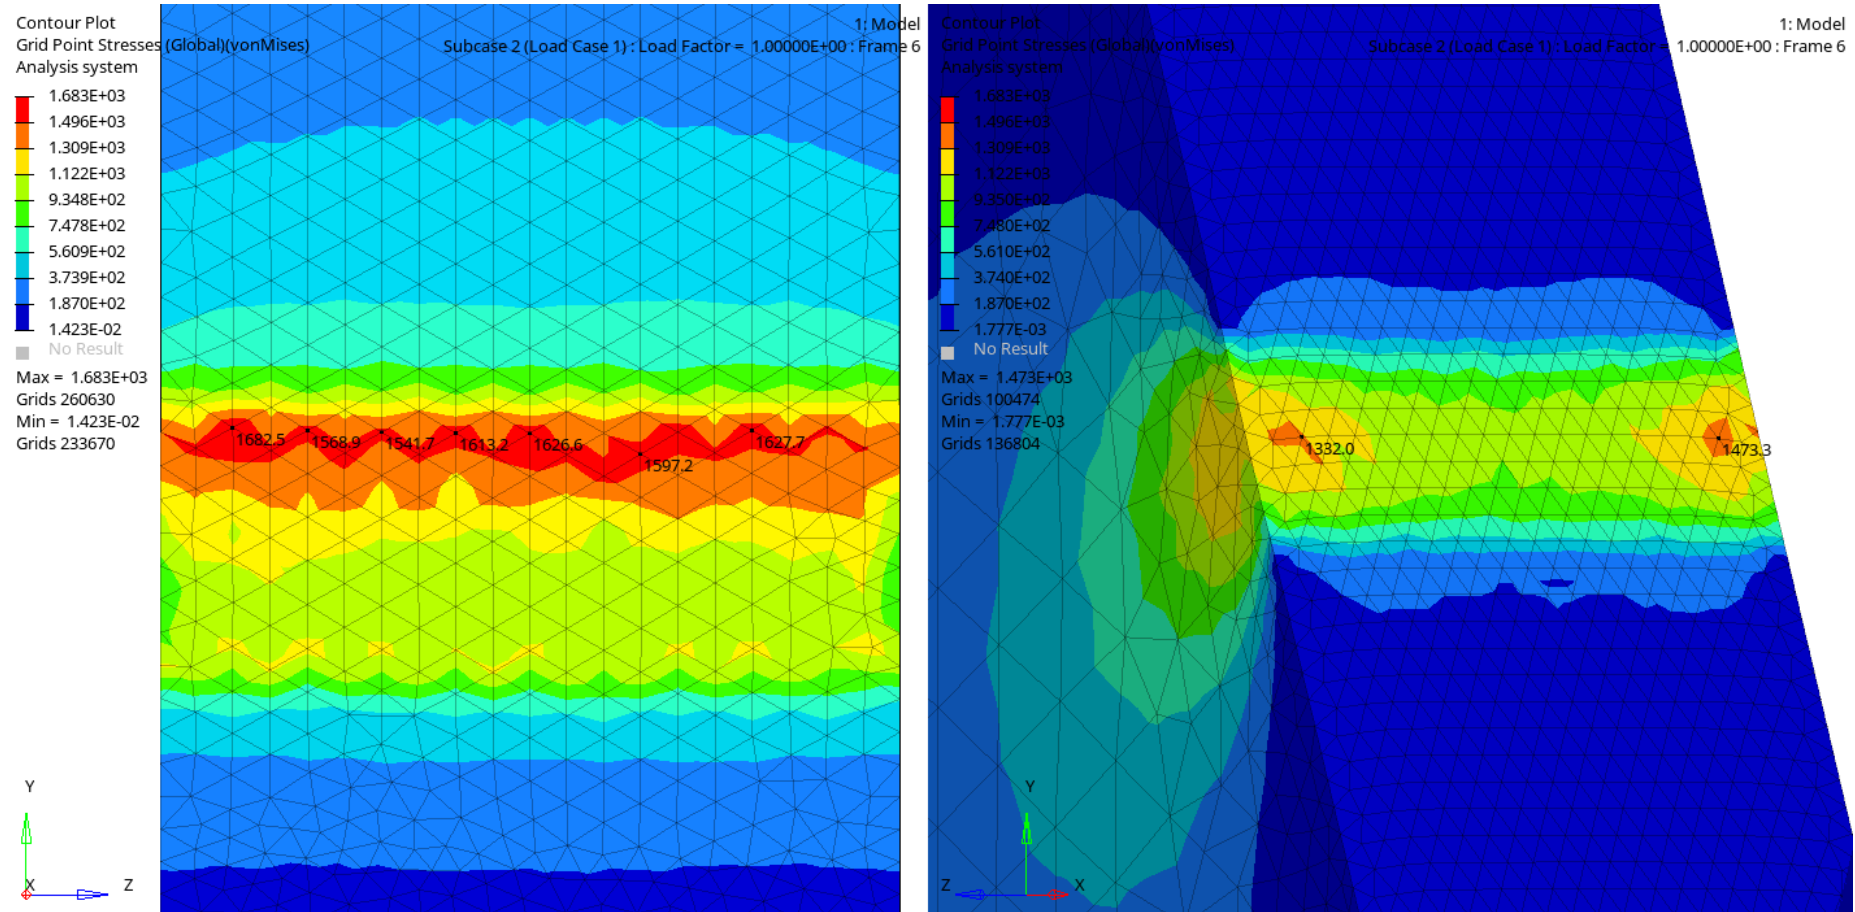 Contour Plot
Grid Point Stresses (Global)(vonMises)
Analysis system
1.683E+03
1.496E+03
1.309E+03
1.122E+03
9.348E+02
7.478E+02
5.609E+02
3.739E+02
1.870E+02
1.423E-02
No Result
Max = 1.683E+03
Grids 260630
Min = 1.423E-02
Grids 233670
1: Model
Subcase 2 (Load Case 1) : Load Factor = 1.00000E+00 : Frame 6
1682.5
1568.9
1541.7
1613.2
1626.6
1597.2
1627.7
Y
X
Z
Contour Plot
Grid Point Stresses (Global)(vonMises)
Analysis system
1.683E+03
1.496E+03
1.309E+03
1.122E+03
9.350E+02
7.480E+02
5.610E+02
3.740E+02
1.870E+02
1.777E-03
No Result
Max = 1.473E+03
Grids 100474
Min = 1.777E-03
Grids 136804
1: Model
Subcase 2 (Load Case 1) : Load Factor = 1.00000E+00 : Frame 6
1332.0
1473.3
Y
Z
X